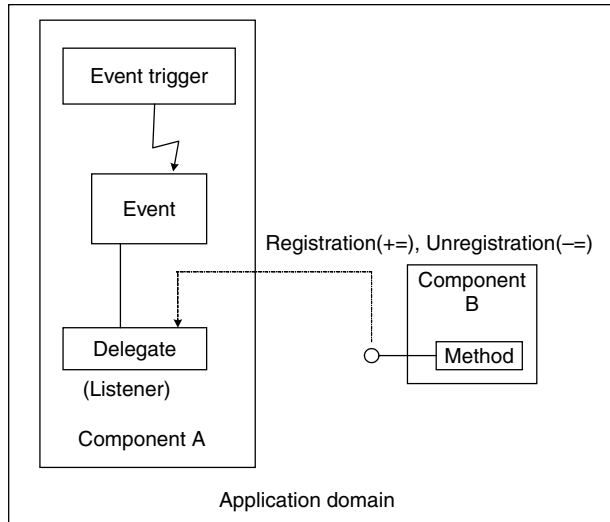 Event trigger
Event
Registration(+=), Unregistration(–=)
Component
B
Delegate
Method
(Listener)
Component A
Application domain